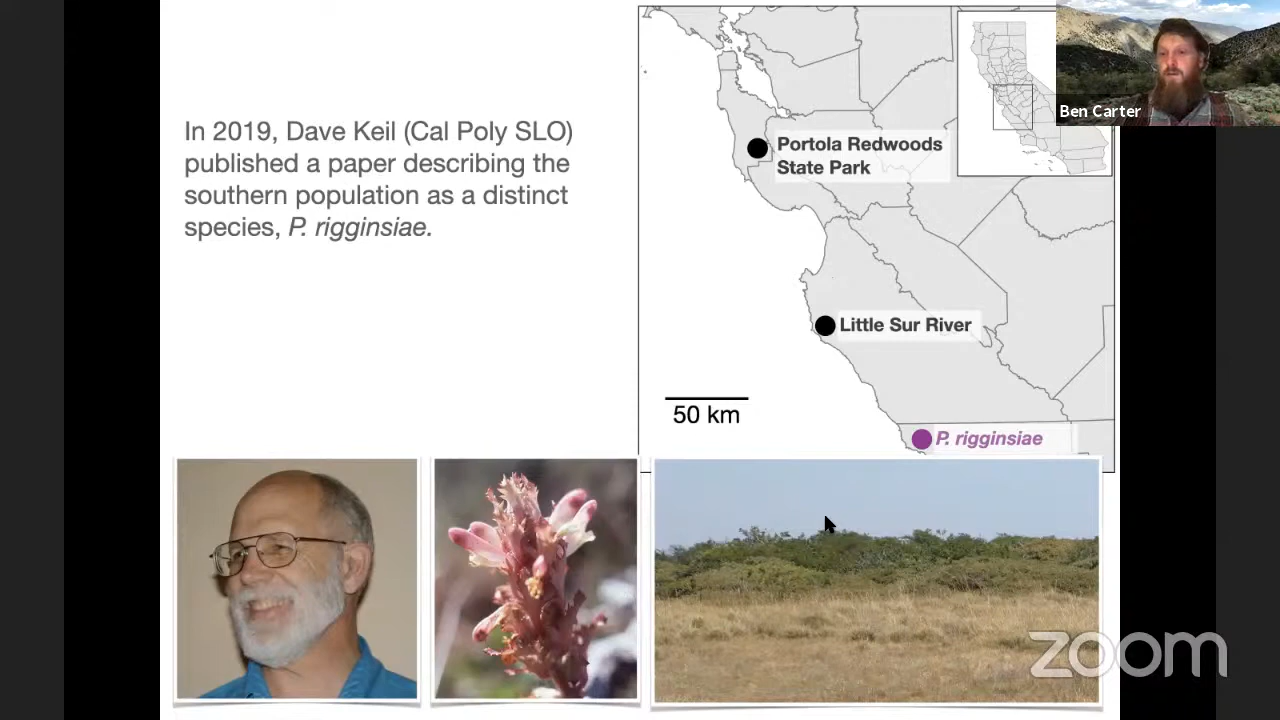 In 2019, Dave Keil (Cal Poly SLO)
published a paper describing the
southern population as a distinct
species, P. rigginsiae.
Portola Redwoods
State Park
Little Sur River
50 km
P. rigginsiae
Ben Carter
zoom